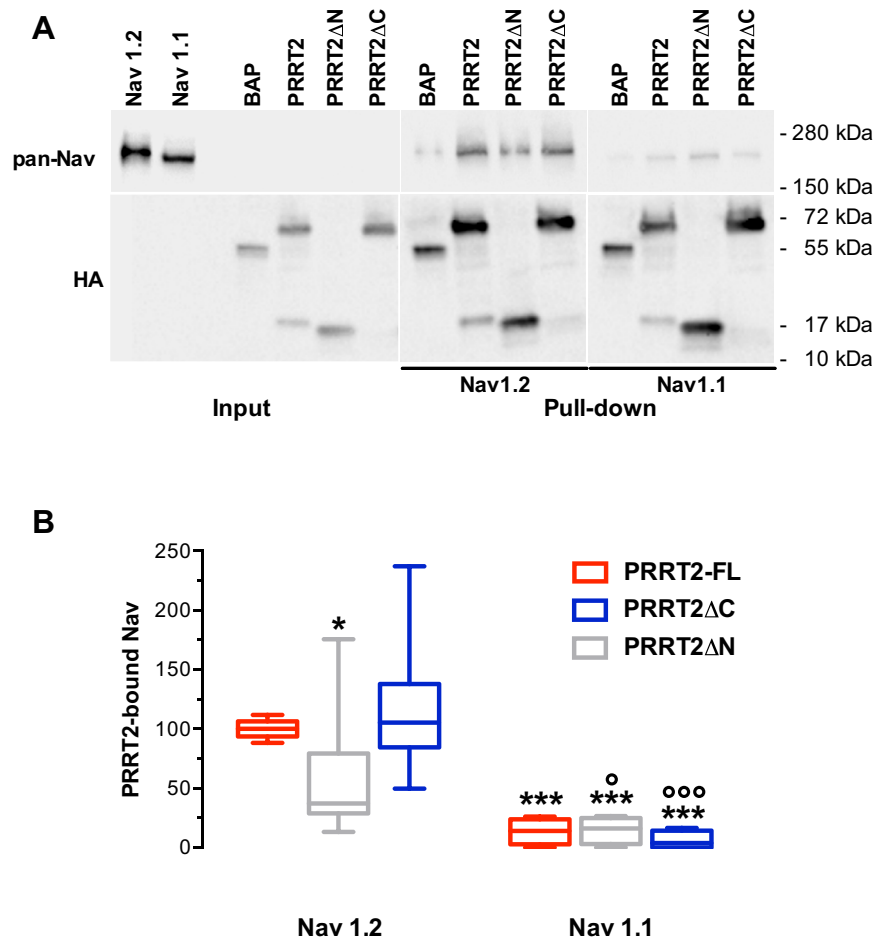 A
Nav 1.2
Nav 1.1
BAP
PRRT2
PRRT2ΔN
PRRT2ΔC
BAP
PRRT2
PRRT2ΔN
PRRT2ΔC
BAP
PRRT2
PRRT2ΔN
PRRT2ΔC
pan-Nav
- 280 kDa
- 150 kDa
- 72 kDa
- 55 kDa
HA
- 17 kDa
- 10 kDa
Nav1.2 Nav1.1
Input Pull-down
B
PRRT2-bound Nav
250
200
150
100
50
0
*
***
°
***
°°°
***
PRRT2-FL
PRRT2ΔC
PRRT2ΔN
Nav 1.2 Nav 1.1